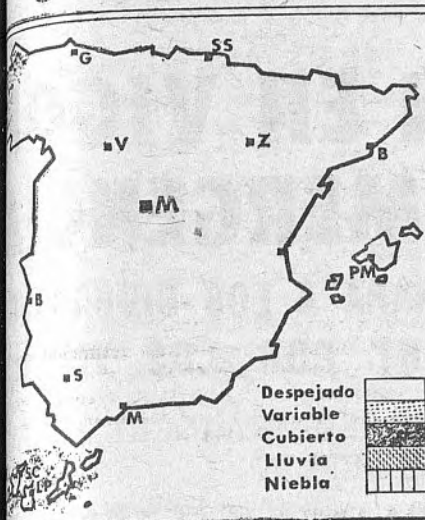 G
SS
V
Z
B
M
PM
B
S
M
SC
LP
Despejado
Variable
Cubierto
Lluvia
Niebla